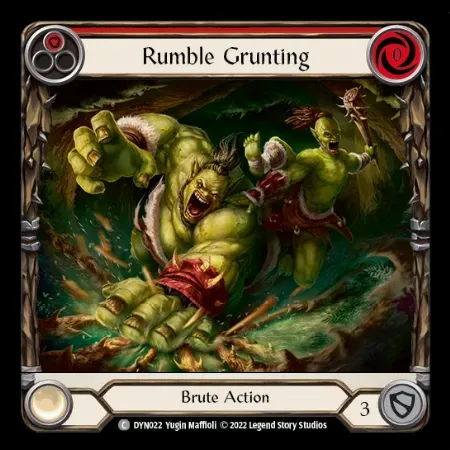 Rumble Grunting
0
Brute Action
3
C DYN022 Yugin Maffioli © 2022 Legend Story Studios